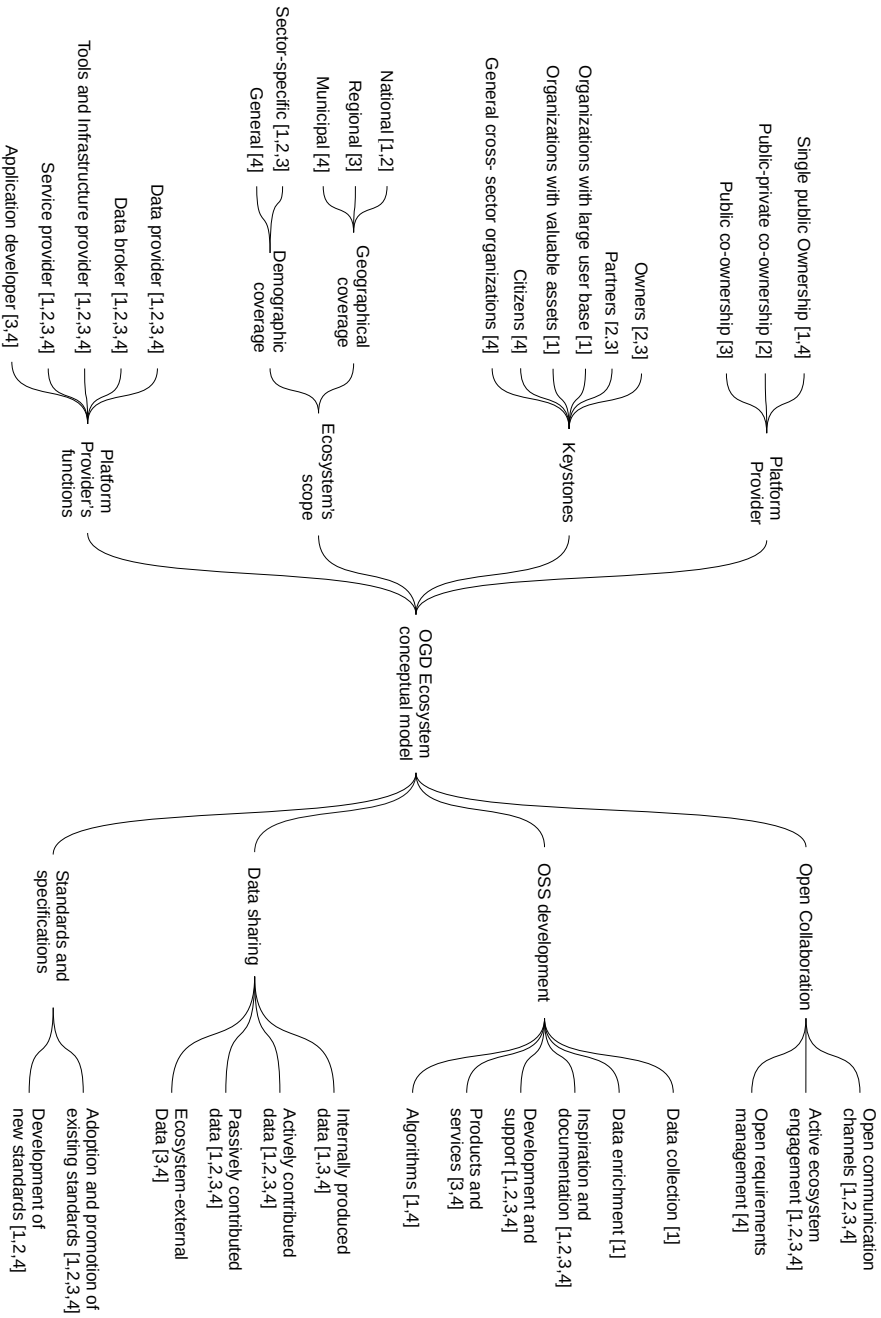 Single public Ownership [1,4]
Public-private co-ownership [2]
Public co-ownership [3]
Platform
Provider
Owners [2,3]
Partners [2,3]
Organizations with large user base [1]
Organizations with valuable assets [1]
Citizens [4]
General cross- sector organizations [4]
Keystones
National [1,2]
Regional [3]
Municipal [4]
Geographical
coverage
Sector-specific [1,2,3]
General [4]
Demographic
coverage
Ecosystem's
scope
Data provider [1,2,3,4]
Data broker [1,2,3,4]
Tools and Infrastructure provider [1,2,3,4]
Service provider [1,2,3,4]
Application developer [3,4]
Platform
Provider's
functions
OGD Ecosystem
conceptual model
Open Collaboration
Open communication
channels [1,2,3,4]
Active ecosystem
engagement [1,2,3,4]
Open requirements
management [4]
OSS development
Data collection [1]
Data enrichment [1]
Inspiration and
documentation [1,2,3,4]
Development and
support [1,2,3,4]
Products and
services [3,4]
Algorithms [1,4]
Data sharing
Internally produced
data [1,3,4]
Actively contributed
data [1,2,3,4]
Passively contributed
data [1,2,3,4]
Ecosystem-external
Data [3,4]
Standards and
specifications
Adoption and promotion of
existing standards [1,2,3,4]
Development of
new standards [1,2,4]